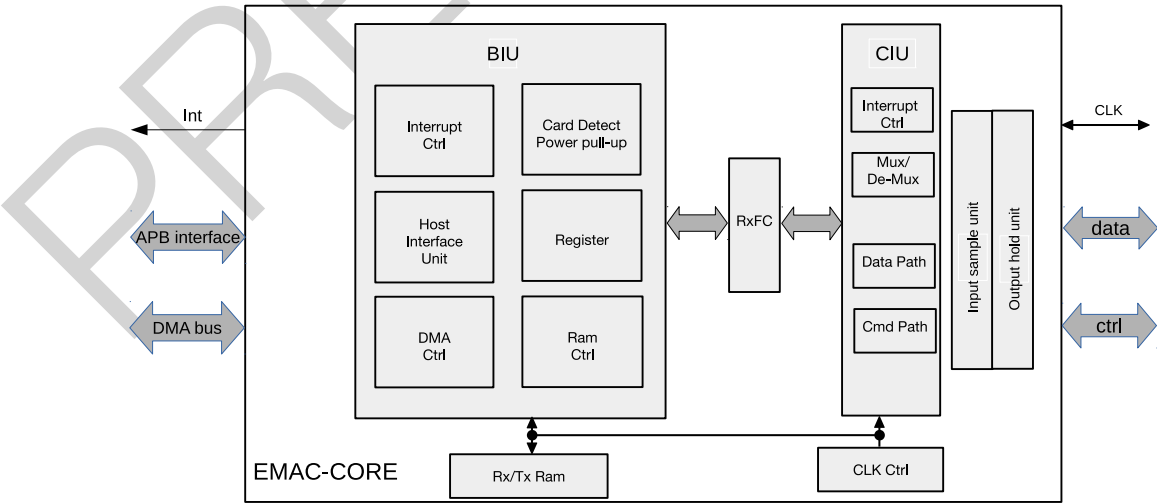 PRE
BIU
CIU
Interrupt
Ctrl
Card Detect
Power pull-up
Interrupt
Ctrl
Int
CLK
Mux/
De-Mux
Host
Interface
Unit
Register
RxFC
APB interface
data
Data Path
Input sample unit
Output hold unit
DMA bus
DMA
Ctrl
Ram
Ctrl
Cmd Path
ctrl
EMAC-CORE
Rx/Tx Ram
CLK Ctrl